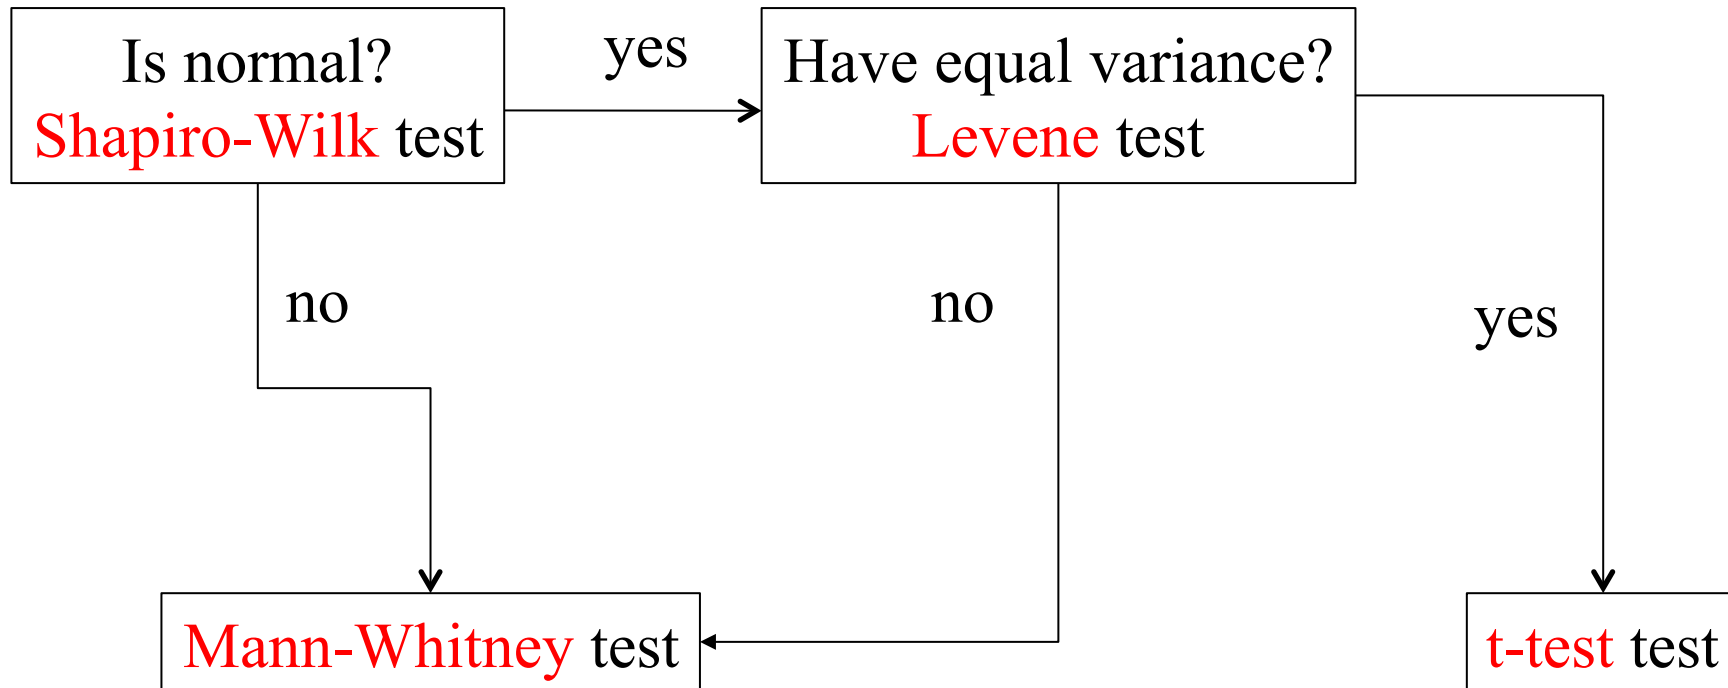 Is normal?
Shapiro-Wilk test
yes
Have equal variance?
Levene test
no
no
yes
Mann-Whitney test
t-test test